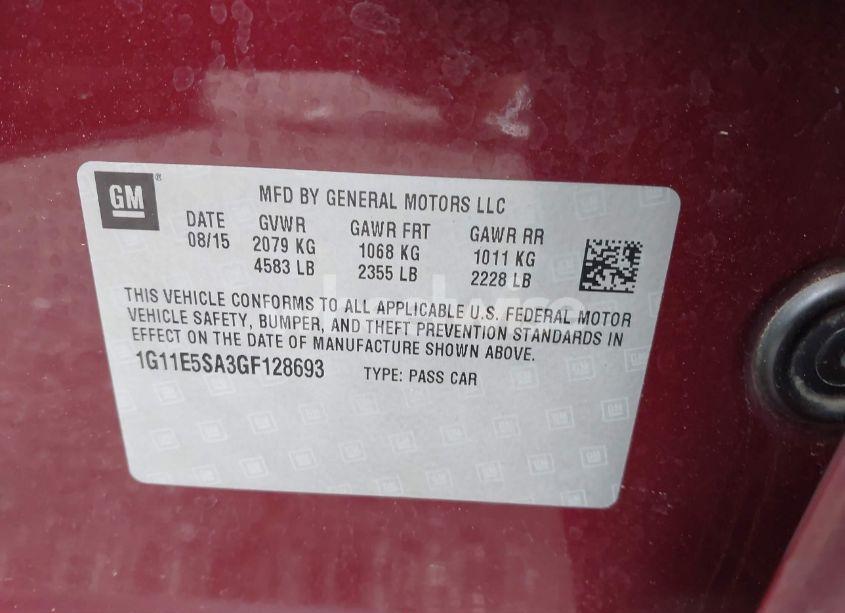 GM ®
MFD BY GENERAL MOTORS LLC
DATE GVWR GAWR FRT GAWR RR
08/15 2079 KG 1068 KG 1011 KG
4583 LB 2355 LB 2228 LB
THIS VEHICLE CONFORMS TO ALL APPLICABLE U.S. FEDERAL MOTOR
VEHICLE SAFETY, BUMPER, AND THEFT PREVENTION STANDARDS IN
EFFECT ON THE DATE OF MANUFACTURE SHOWN ABOVE.
1G11E5SA3GF128693 TYPE: PASS CAR